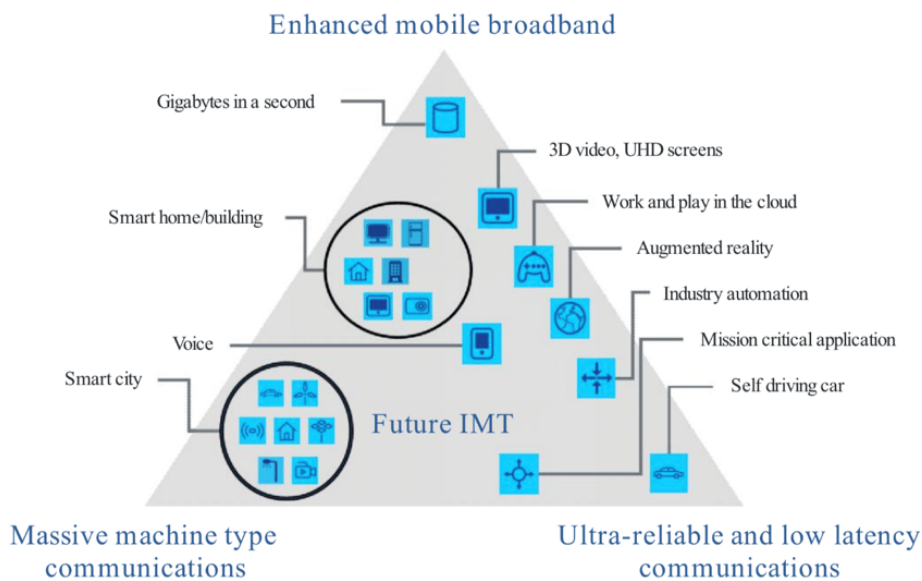 Enhanced mobile broadband
Gigabytes in a second
3D video, UHD screens
Work and play in the cloud
Smart home/building
Augmented reality
Industry automation
Voice
Mission critical application
Smart city
Self driving car
Future IMT
Massive machine type
communications
Ultra-reliable and low latency
communications